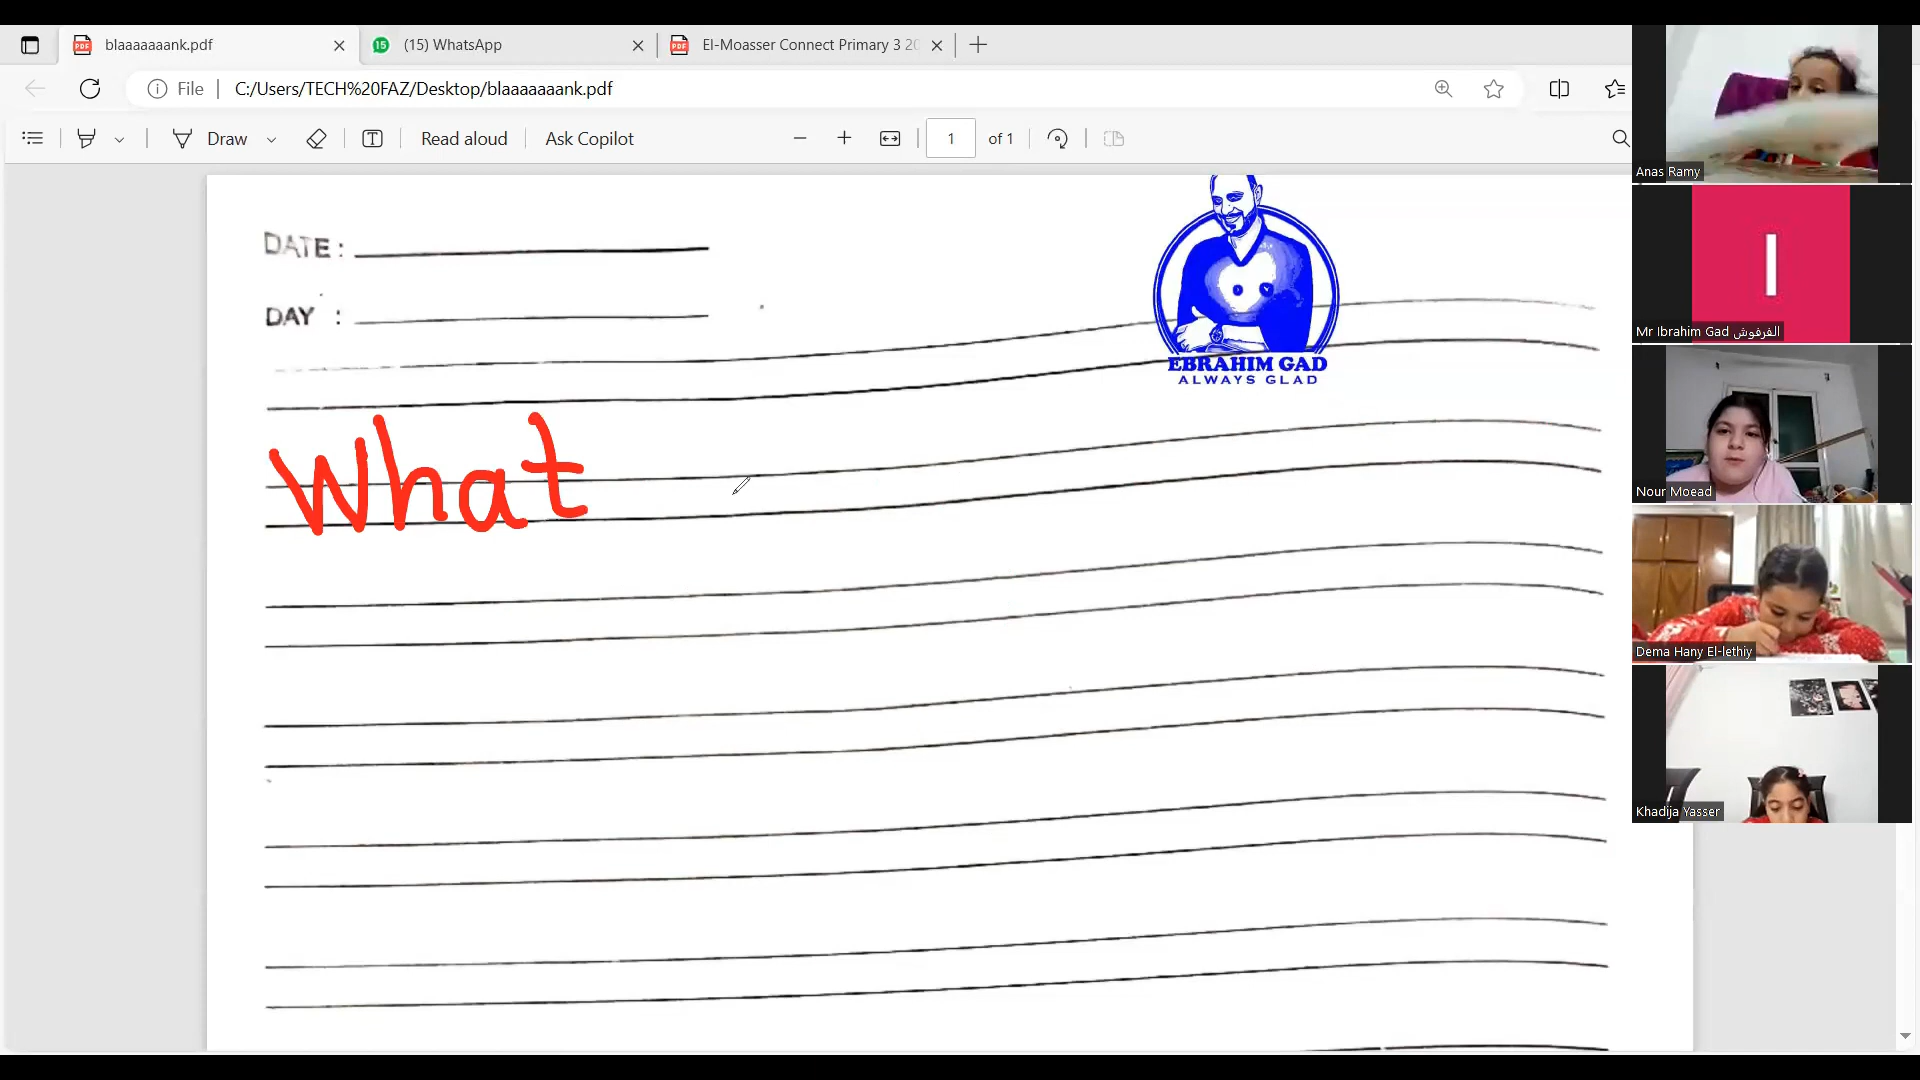 blaaaaaaank.pdf
(15) WhatsApp
El-Moasser Connect Primary 3 20
File
C:/Users/TECH%20FAZ/Desktop/blaaaaaaank.pdf
Draw
Read aloud
Ask Copilot
1
of 1
DATE :
DAY :
EBRAHIM GAD
ALWAYS GLAD
What
Anas Ramy
I
Mr Ibrahim Gad الفرفوش
Nour Moead
Dema Hany El-lethiy
Khadija Yasser